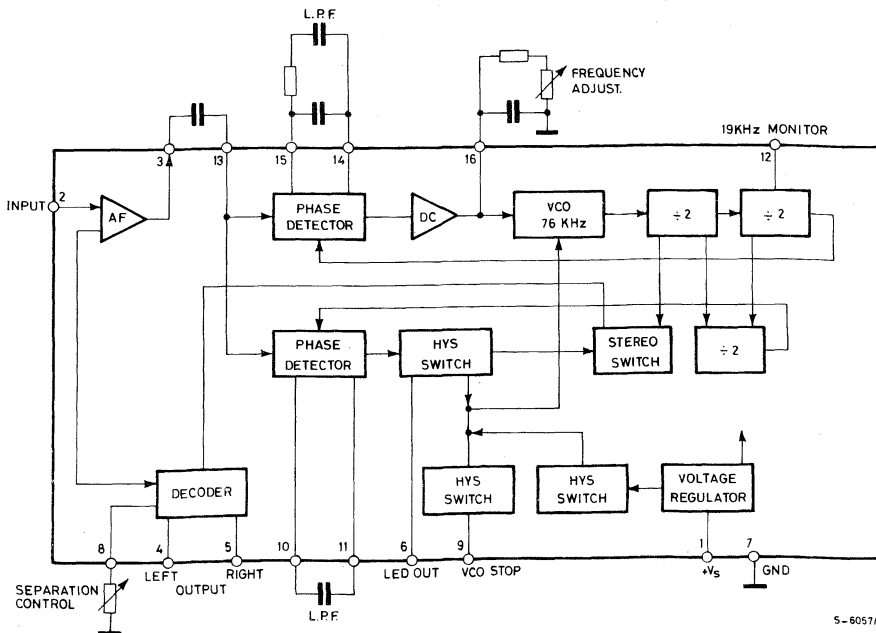 L.P.F.
FREQUENCY
ADJUST.
19KHz MONITOR
3
13
15
14
16
12
INPUT
2
AF
PHASE
DETECTOR
DC
VCO
76 KHz
÷2
÷2
PHASE
DETECTOR
HYS
SWITCH
STEREO
SWITCH
÷2
DECODER
HYS
SWITCH
HYS
SWITCH
VOLTAGE
REGULATOR
8
4
5
10
11
6
9
1
7
LEFT
OUTPUT
RIGHT
LED OUT
VCO STOP
+Vs
GND
SEPARATION
CONTROL
L.P.F.
S-6057/